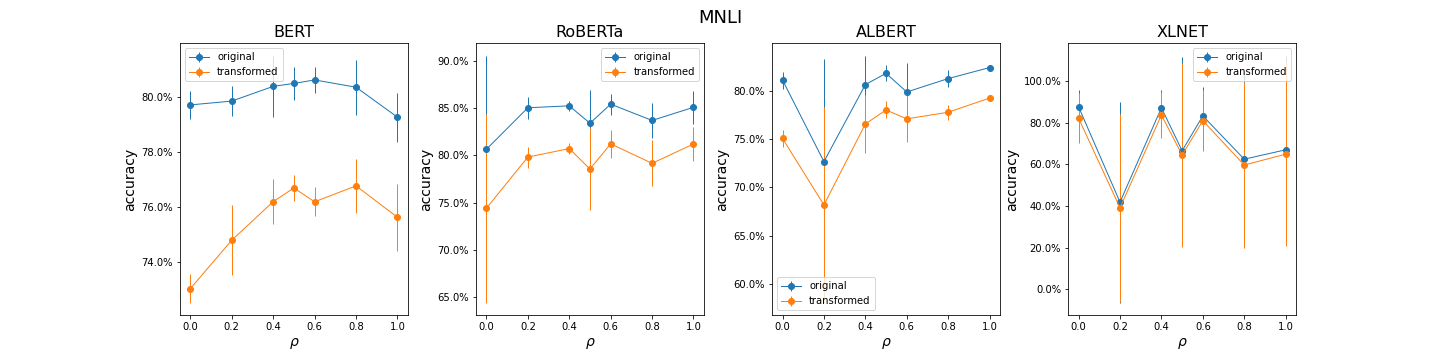 MNLI
BERT
original
transformed
80.0%
78.0%
76.0%
74.0%
accuracy
0.0 0.2 0.4 0.6 0.8 1.0
ρ
RoBERTa
original
transformed
90.0%
85.0%
80.0%
75.0%
70.0%
65.0%
accuracy
0.0 0.2 0.4 0.6 0.8 1.0
ρ
ALBERT
80.0%
75.0%
70.0%
65.0%
60.0%
accuracy
original
transformed
0.0 0.2 0.4 0.6 0.8 1.0
ρ
XLNET
original
transformed
100.0%
80.0%
60.0%
40.0%
20.0%
0.0%
accuracy
0.0 0.2 0.4 0.6 0.8 1.0
ρ